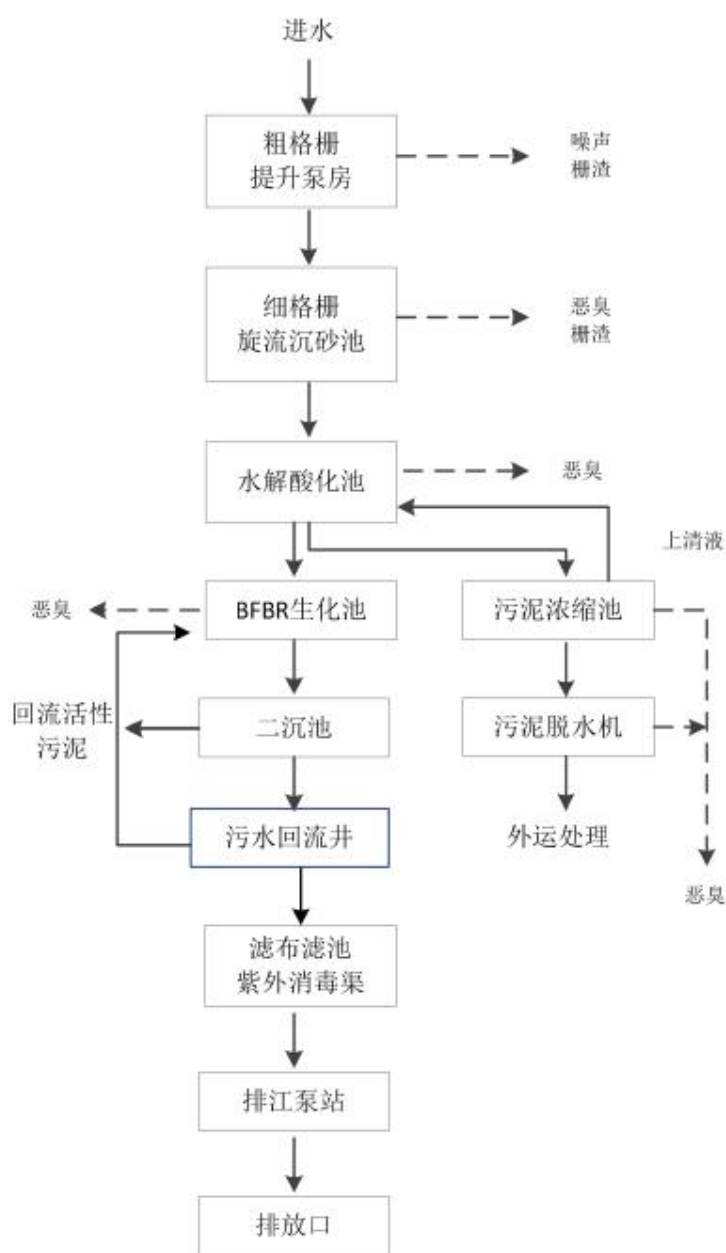 进水
粗格栅
提升泵房
噪声
栅渣
细格栅
旋流沉砂池
恶臭
栅渣
水解酸化池
恶臭
上清液
恶臭
BFBR生化池
污泥浓缩池
回流活性
污泥
二沉池
污泥脱水机
污水回流井
外运处理
恶臭
滤布滤池
紫外消毒渠
排江泵站
排放口